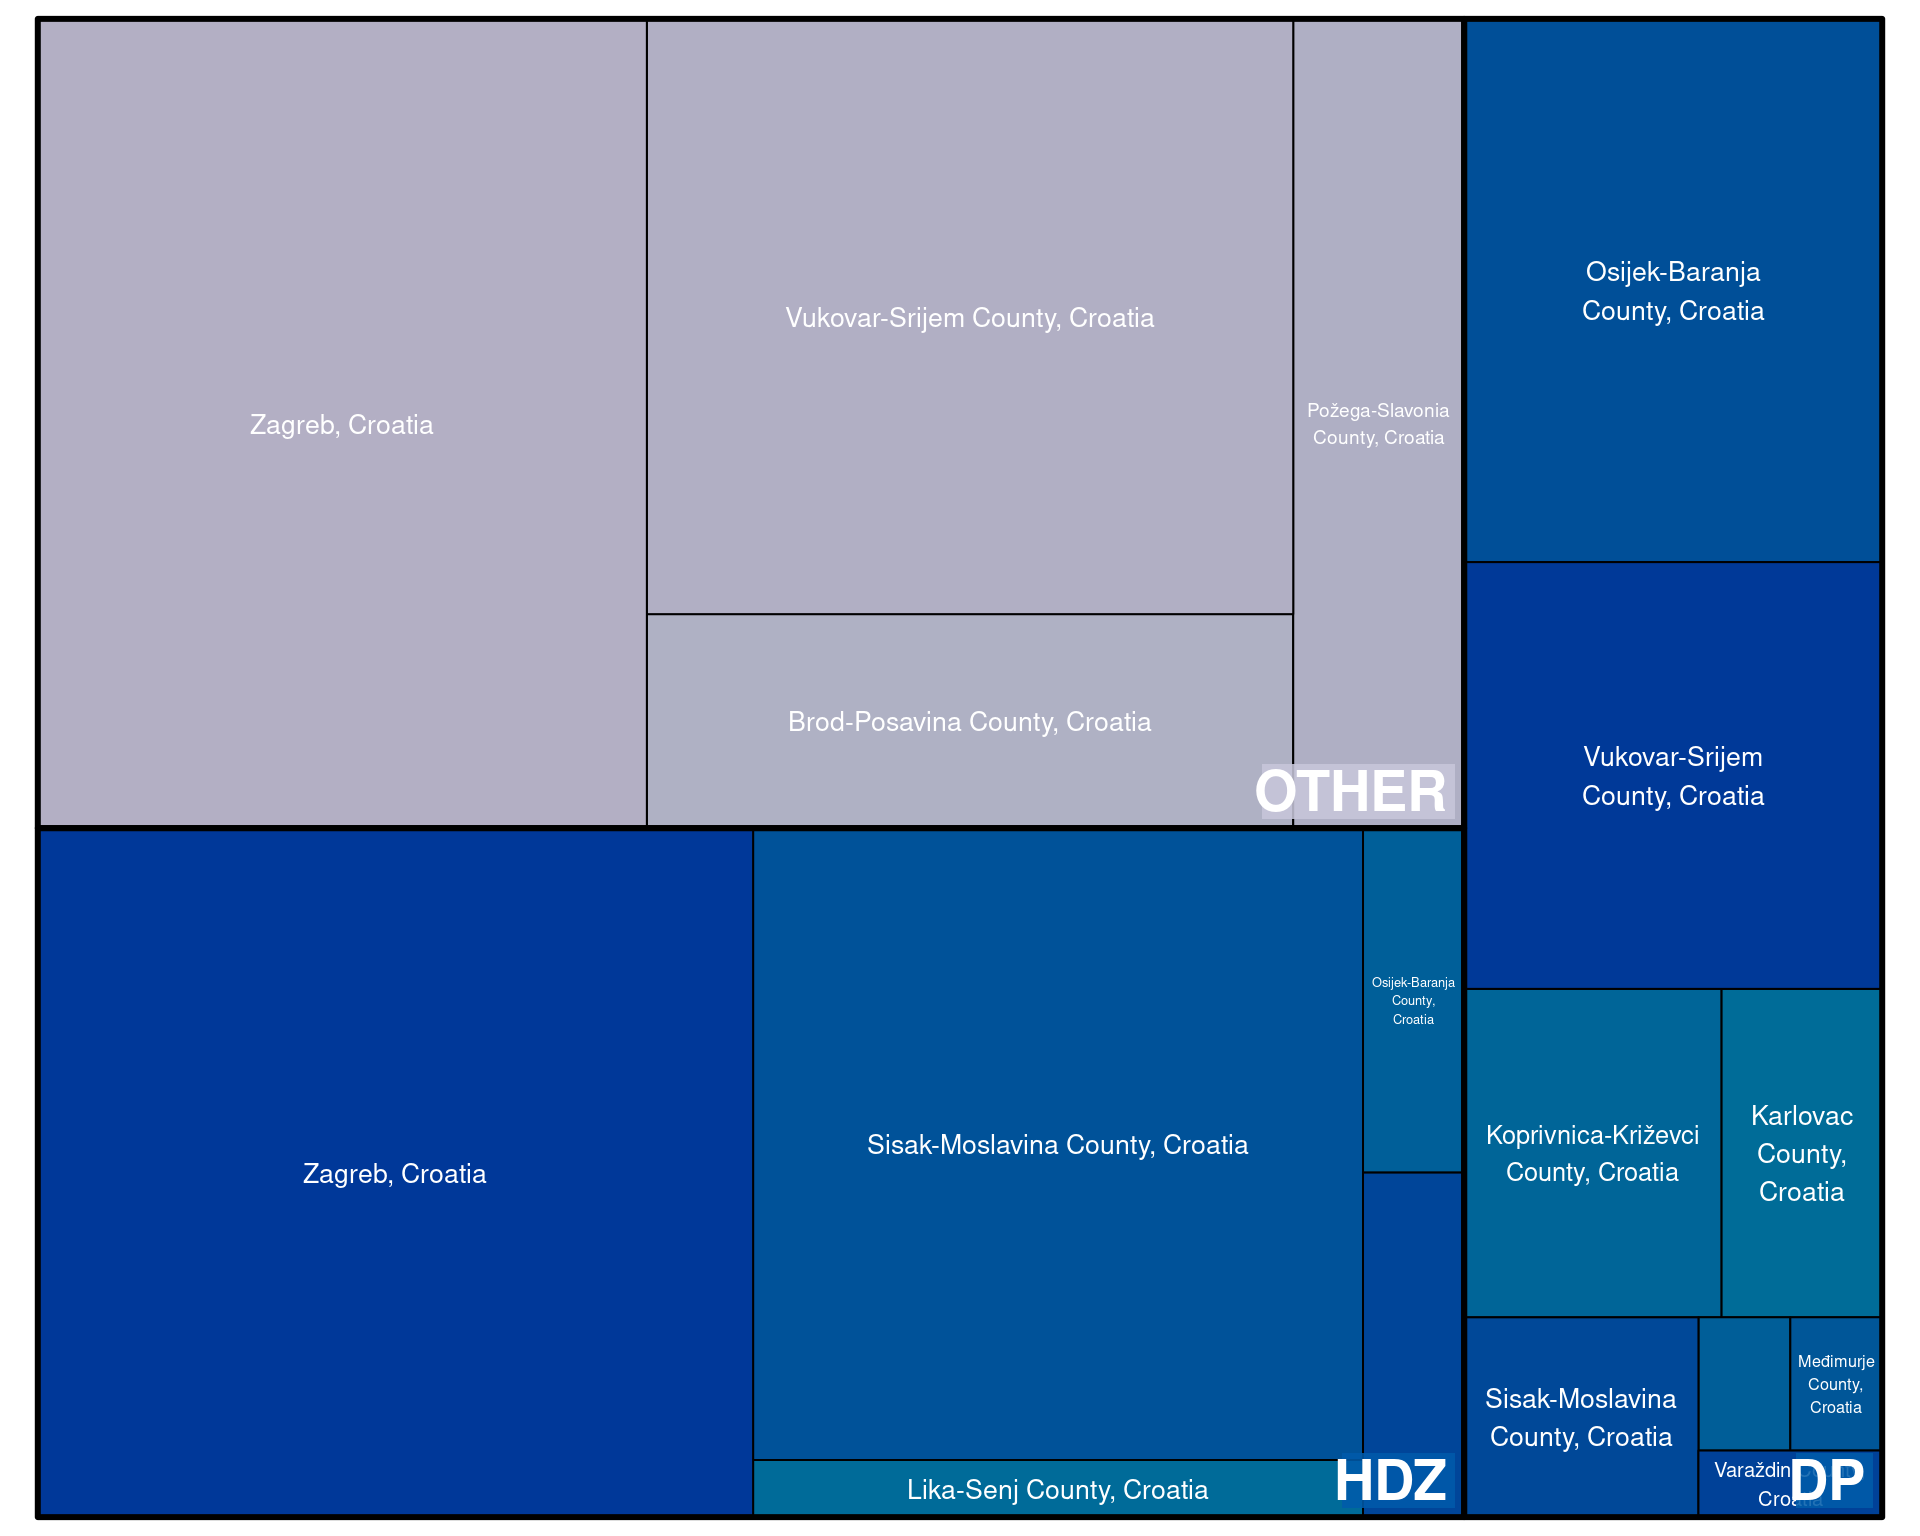 Zagreb, Croatia
Vukovar-Srijem County, Croatia
Požega-Slavonia
County, Croatia
Brod-Posavina County, Croatia
OTHER
Osijek-Baranja
County, Croatia
Vukovar-Srijem
County, Croatia
Zagreb, Croatia
Sisak-Moslavina County, Croatia
Osijek-Baranja
County,
Croatia
Lika-Senj County, Croatia
HDZ
Koprivnica-Križevci
County, Croatia
Karlovac
County,
Croatia
Sisak-Moslavina
County, Croatia
Međimurje
County,
Croatia
Varaždin
Croatia
DP